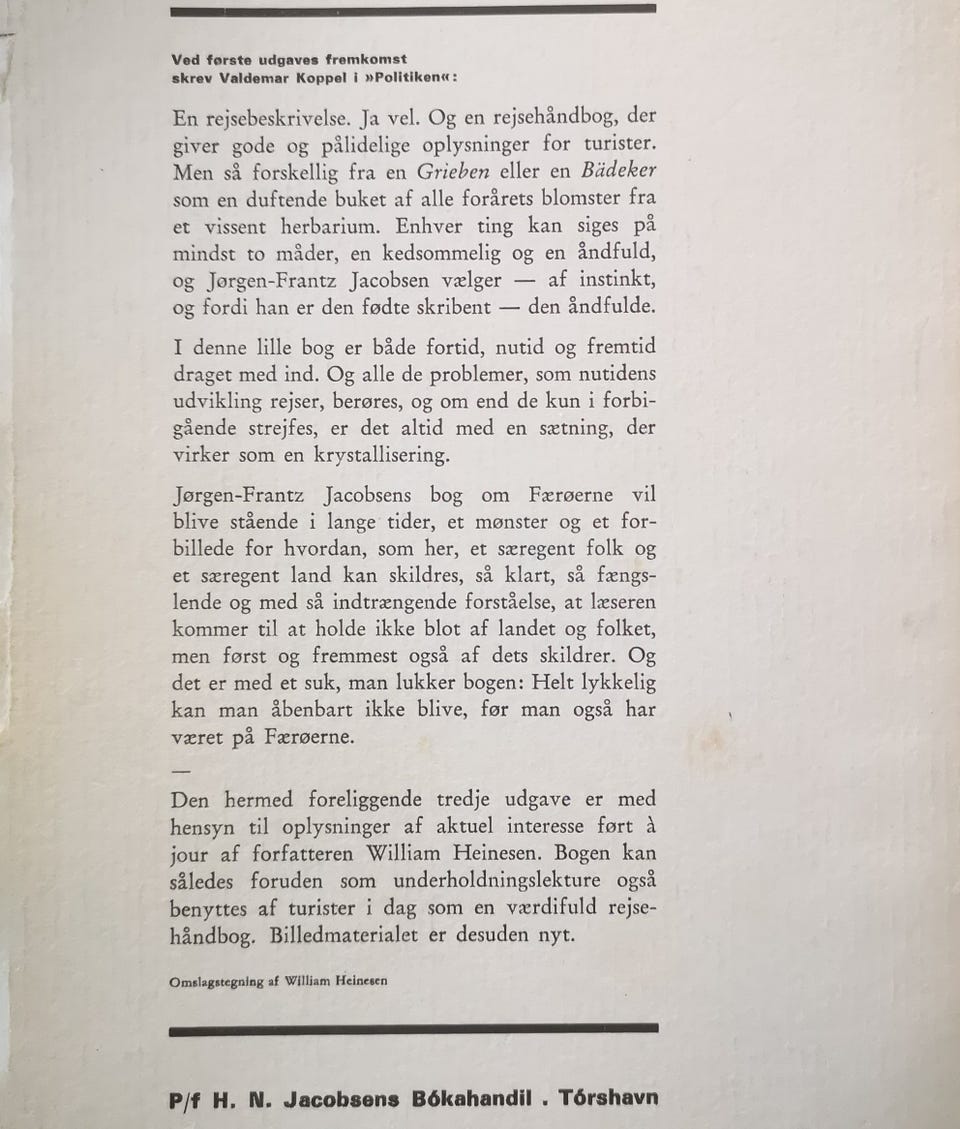 Ved første udgaves fremkomst
skrev Valdemar Koppel i »Politiken«:
En rejsebeskrivelse. Ja vel. Og en rejsehåndbog, der
giver gode og pålidelige oplysninger for turister.
Men så forskellig fra en Grieben eller en Bädeker
som en duftende buket af alle forårets blomster fra
et vissent herbarium. Enhver ting kan siges på
mindst to måder, en kedsommelig og en åndfuld,
og Jørgen-Frantz Jacobsen vælger — af instinkt,
og fordi han er den fødte skribent — den åndfulde.
I denne lille bog er både fortid, nutid og fremtid
draget med ind. Og alle de problemer, som nutidens
udvikling rejser, berøres, og om end de kun i forbi-
gående strejfes, er det altid med en sætning, der
virker som en krystallisering.
Jørgen-Frantz Jacobsens bog om Færøerne vil
blive stående i lange tider, et mønster og et for-
billede for hvordan, som her, et særegent folk og
et særegent land kan skildres, så klart, så fængs-
lende og med så indtrængende forståelse, at læseren
kommer til at holde ikke blot af landet og folket,
men først og fremmest også af dets skildrer. Og
det er med et suk, man lukker bogen: Helt lykkelig
kan man åbenbart ikke blive, før man også har
været på Færøerne.
—
Den hermed foreliggende tredje udgave er med
hensyn til oplysninger af aktuel interesse ført à
jour af forfatteren William Heinesen. Bogen kan
således foruden som underholdningslekture også
benyttes af turister i dag som en værdifuld rejse-
håndbog. Billedmaterialet er desuden nyt.
Omslagstegning af William Heinesen
P/f H. N. Jacobsens Bókahandil . Tórshavn